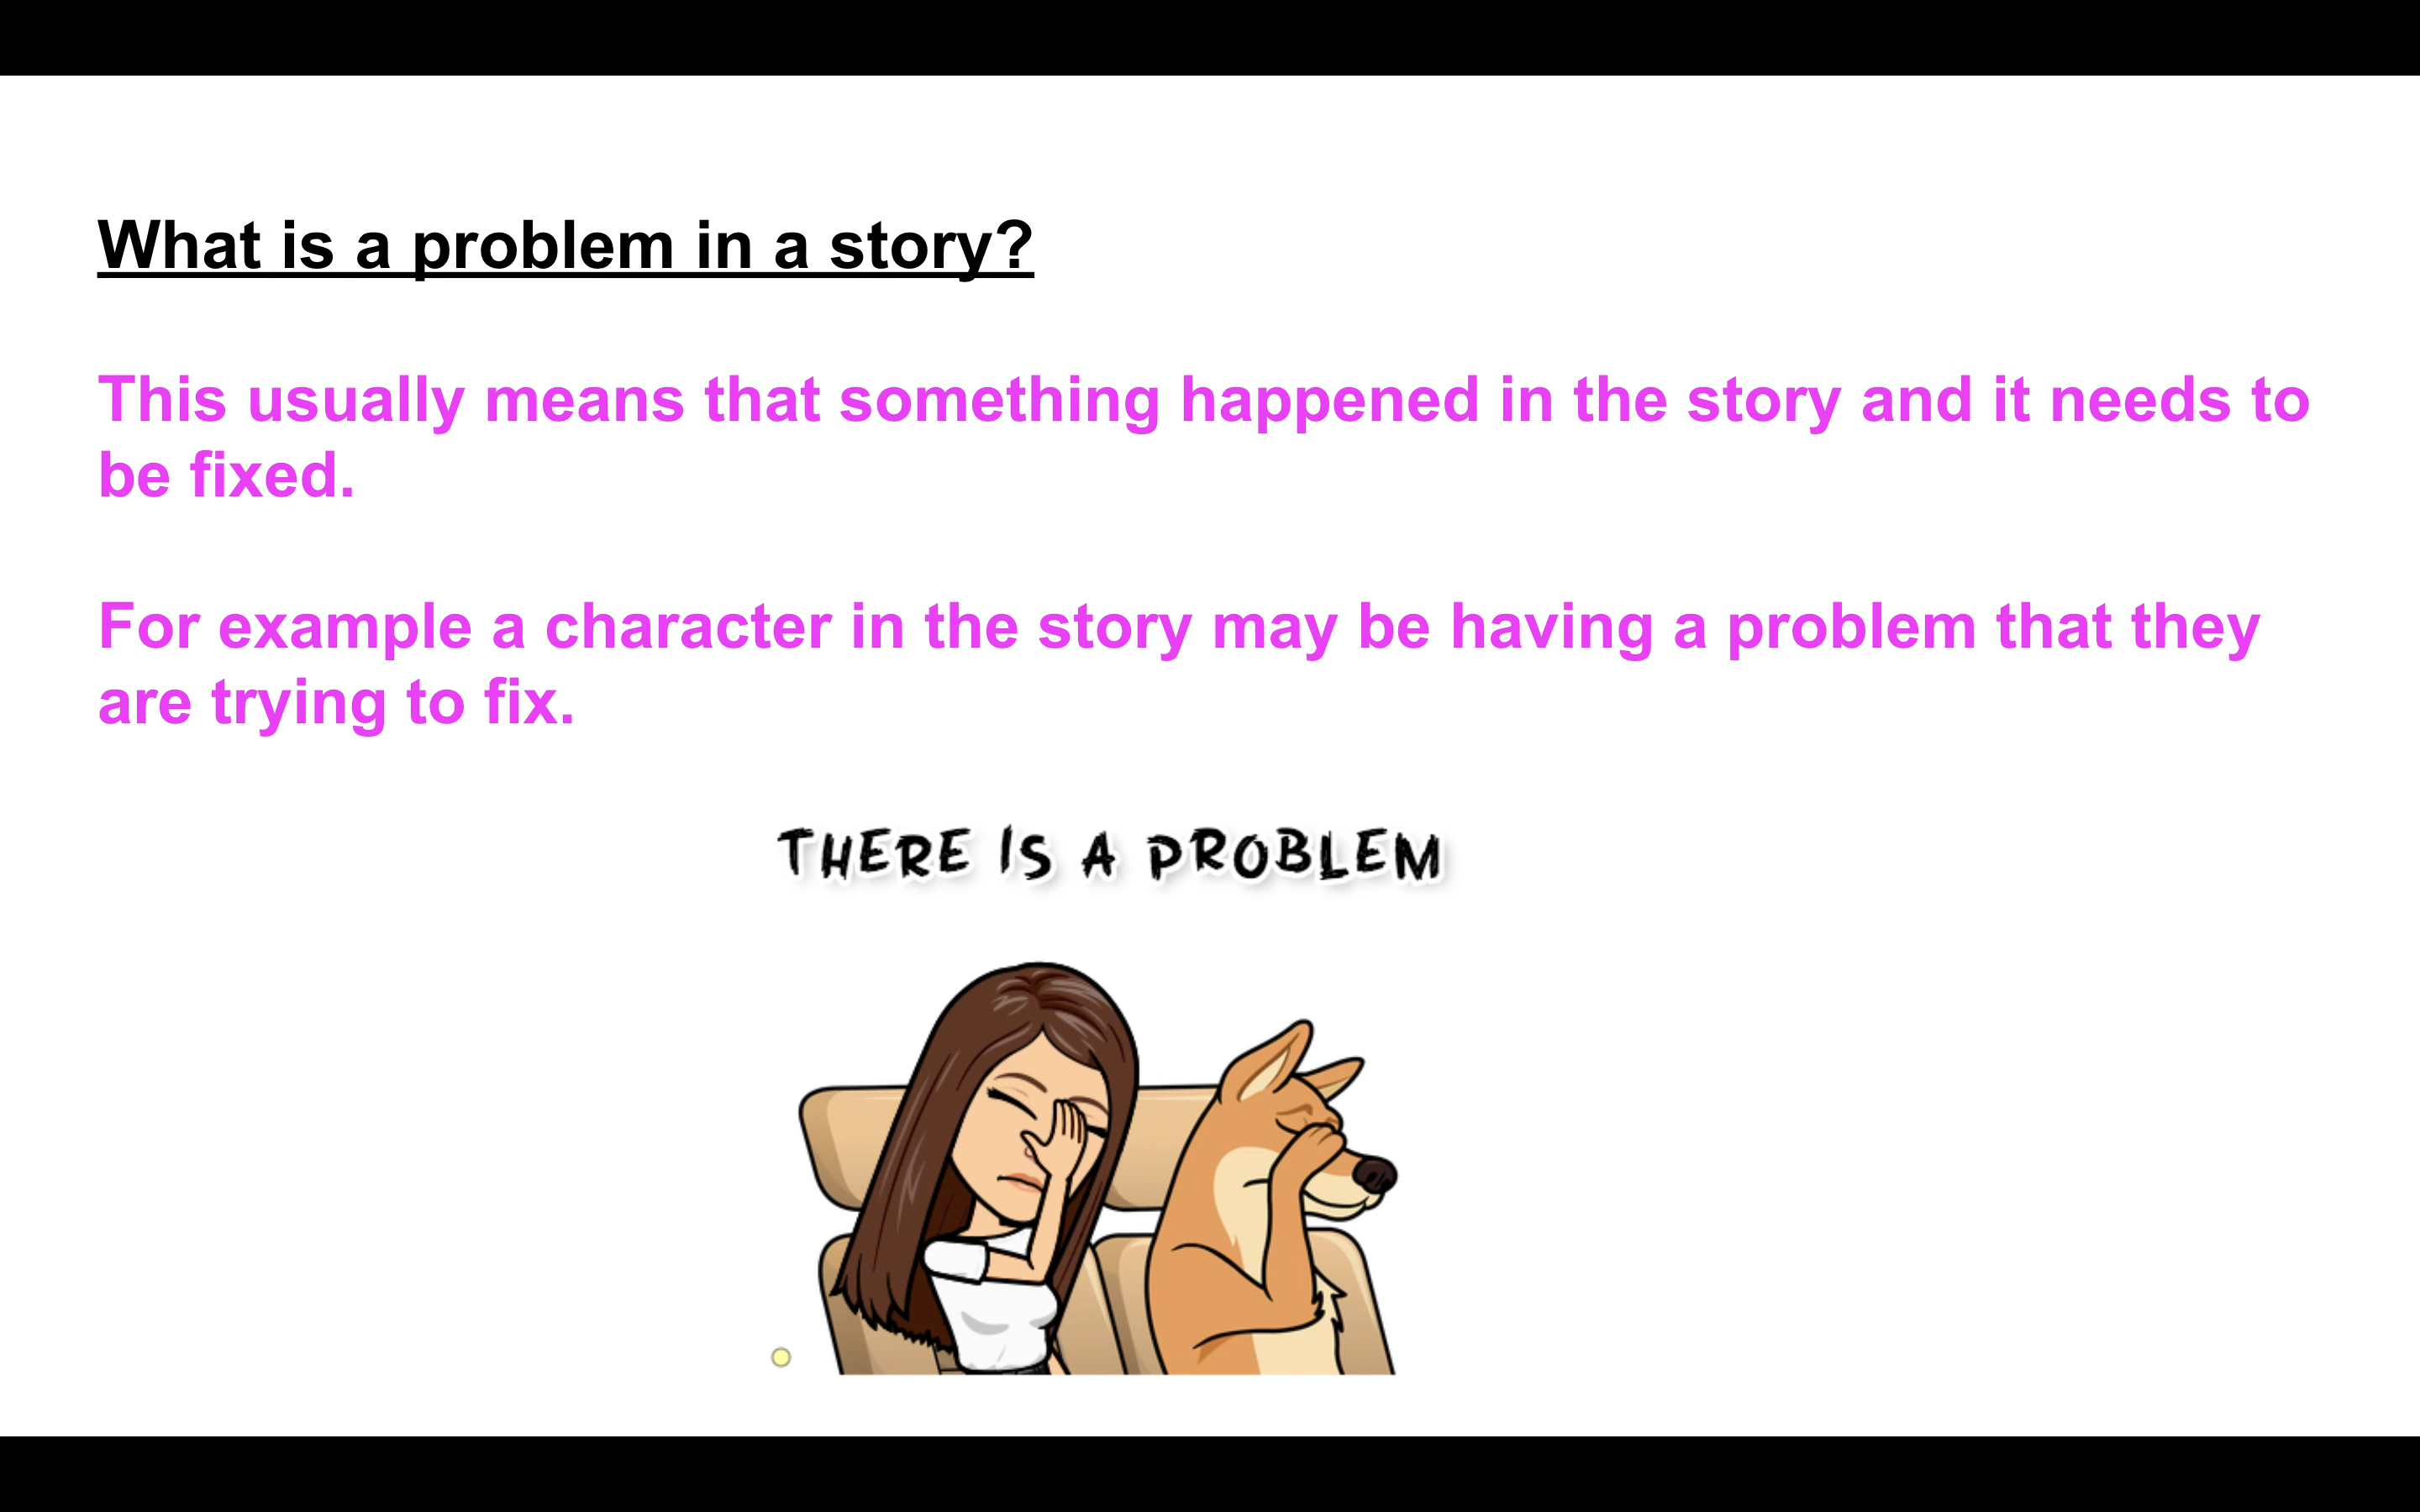 What is a problem in a story?
This usually means that something happened in the story and it needs to
be fixed.
For example a character in the story may be having a problem that they
are trying to fix.
THERE IS A PROBLEM